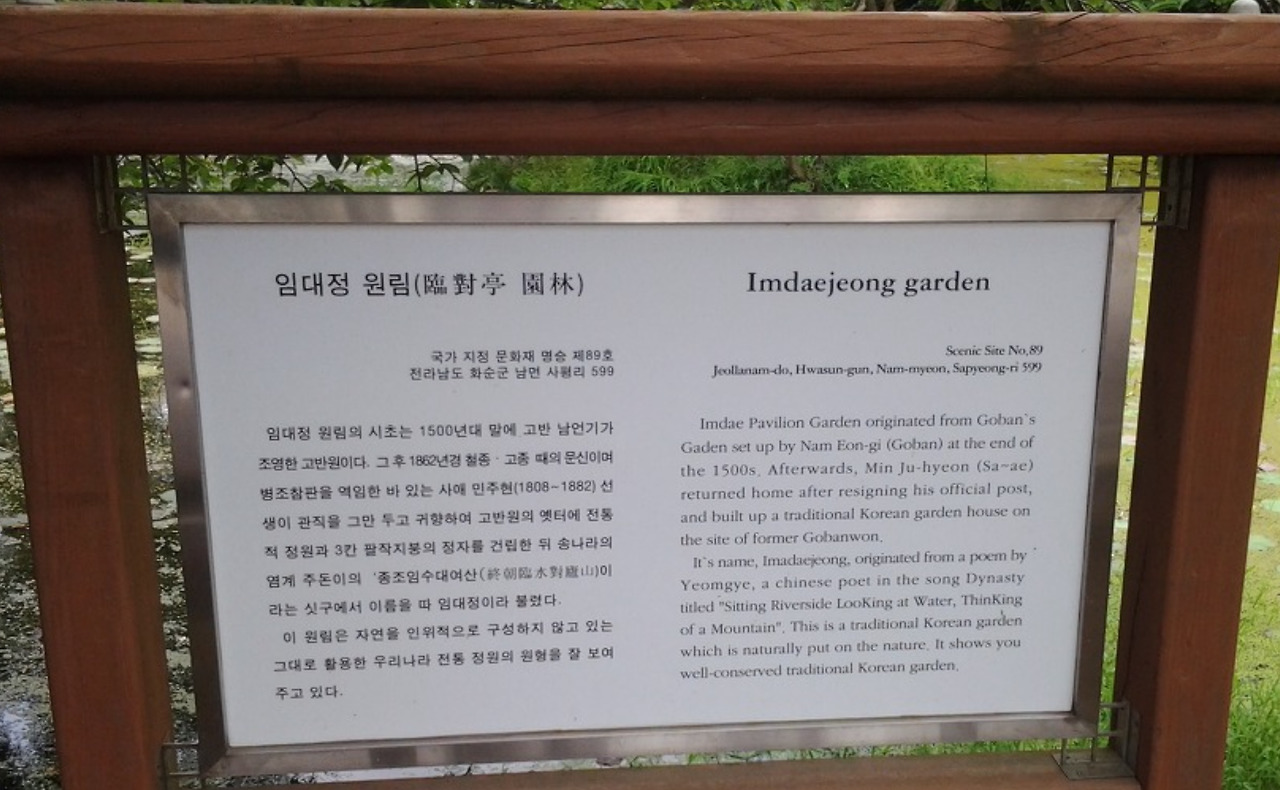 임대정 원림(臨對亭 園林)
국가 지정 문화재 명승 제89호
전라남도 화순군 남면 사평리 599
임대정 원림의 시초는 1500년대 말에 고반 남언기가
조영한 고반원이다. 그 후 1862년경 철종·고종 때의 문신이며
병조참판을 역임한 바 있는 사애 민주현(1808~1882) 선
생이 관직을 그만 두고 귀향하여 고반원의 옛터에 전통
적 정원과 3칸 팔작지붕의 정자를 건립한 뒤 송나라의
염계 주돈이의 '종조임수대여산(終朝臨水對廬山)이
라는 싯구에서 이름을 따 임대정이라 불렸다.
이 원림은 자연을 인위적으로 구성하지 않고 있는
그대로 활용한 우리나라 전통 정원의 원형을 잘 보여
주고 있다.
Imdaejeong garden
Scenic Site No,89
Jeollanam-do, Hwasun-gun, Nam-myeon, Sapyeong-ri 599
Imdae Pavilion Garden originated from Goban`s
Gaden set up by Nam Eon-gi (Goban) at the end of
the 1500s. Afterwards, Min Ju-hyeon (Sa~ae)
returned home after resigning his official post,
and built up a traditional Korean garden house on
the site of former Gobanwon.
It`s name, Imadaejeong, originated from a poem by
Yeomgye, a chinese poet in the song Dynasty
titled "Sitting Riverside LooKing at Water, ThinKing
of a Mountain". This is a traditional Korean garden
which is naturally put on the nature. It shows you
well-conserved traditional Korean garden.